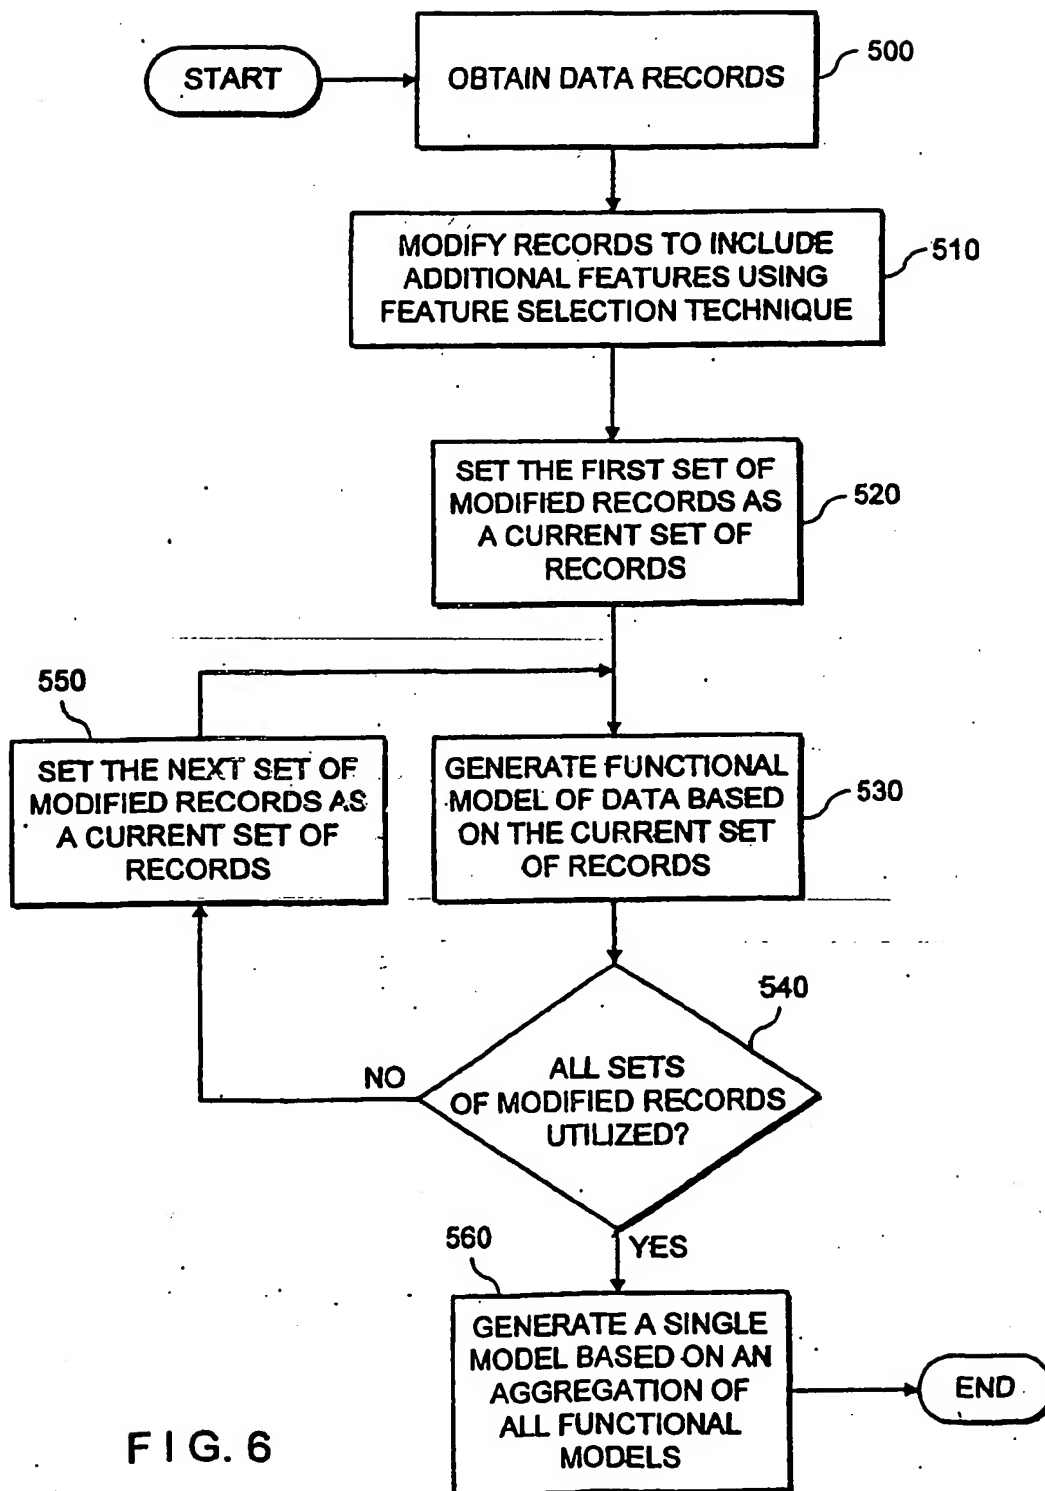 START
OBTAIN DATA RECORDS
500
MODIFY RECORDS TO INCLUDE
ADDITIONAL FEATURES USING
FEATURE SELECTION TECHNIQUE
510
SET THE FIRST SET OF
MODIFIED RECORDS AS
A CURRENT SET OF
RECORDS
520
550
SET THE NEXT SET OF
MODIFIED RECORDS AS
A CURRENT SET OF
RECORDS
GENERATE FUNCTIONAL
MODEL OF DATA BASED
ON THE CURRENT SET
OF RECORDS
530
540
ALL SETS
OF MODIFIED RECORDS
UTILIZED?
NO
YES
560
GENERATE A SINGLE
MODEL BASED ON AN
AGGREGATION OF
ALL FUNCTIONAL
MODELS
END
FIG. 6